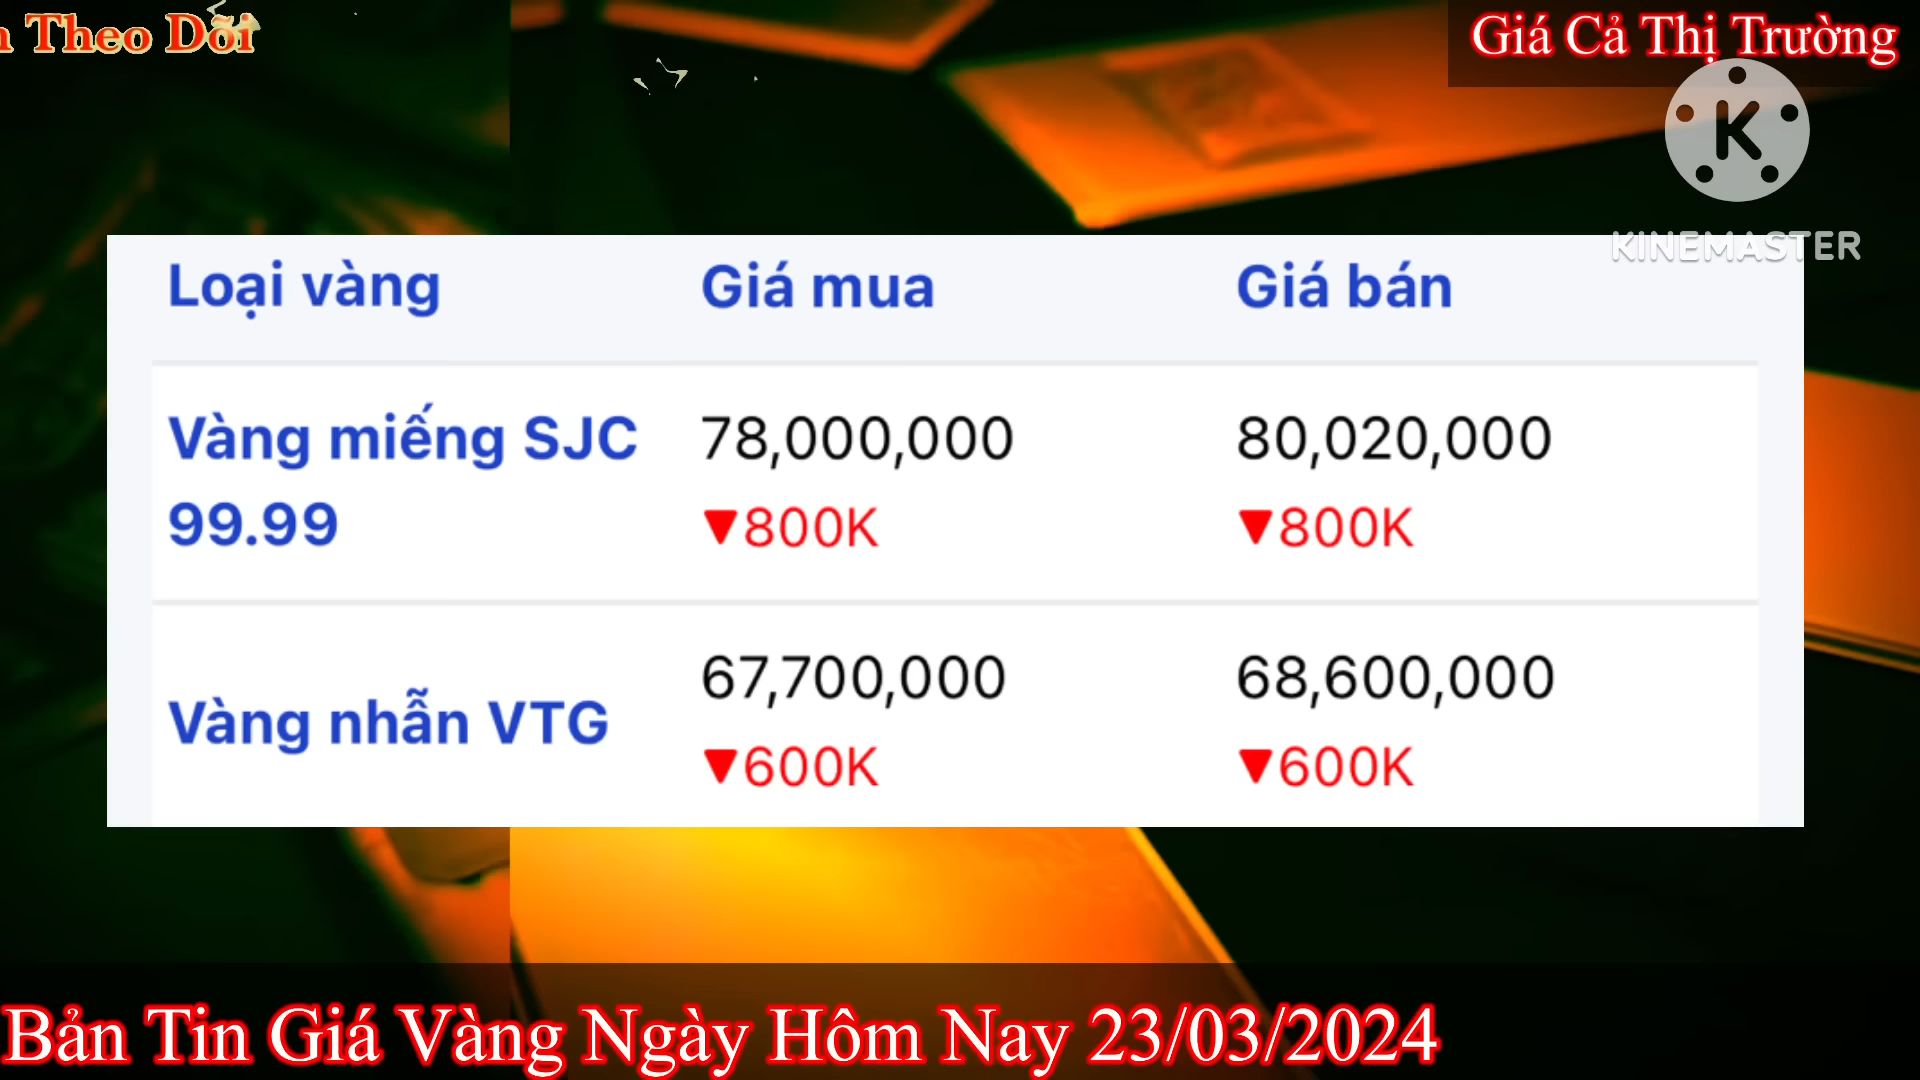 Theo Dõi
Giá Cả Thị Trường
K
KINEMASTER
Loại vàng Giá mua Giá bán
Vàng miếng SJC 78,000,000 80,020,000
99.99 ▼800K ▼800K
67,700,000 68,600,000
Vàng nhẫn VTG
▼600K ▼600K
Bản Tin Giá Vàng Ngày Hôm Nay 23/03/2024